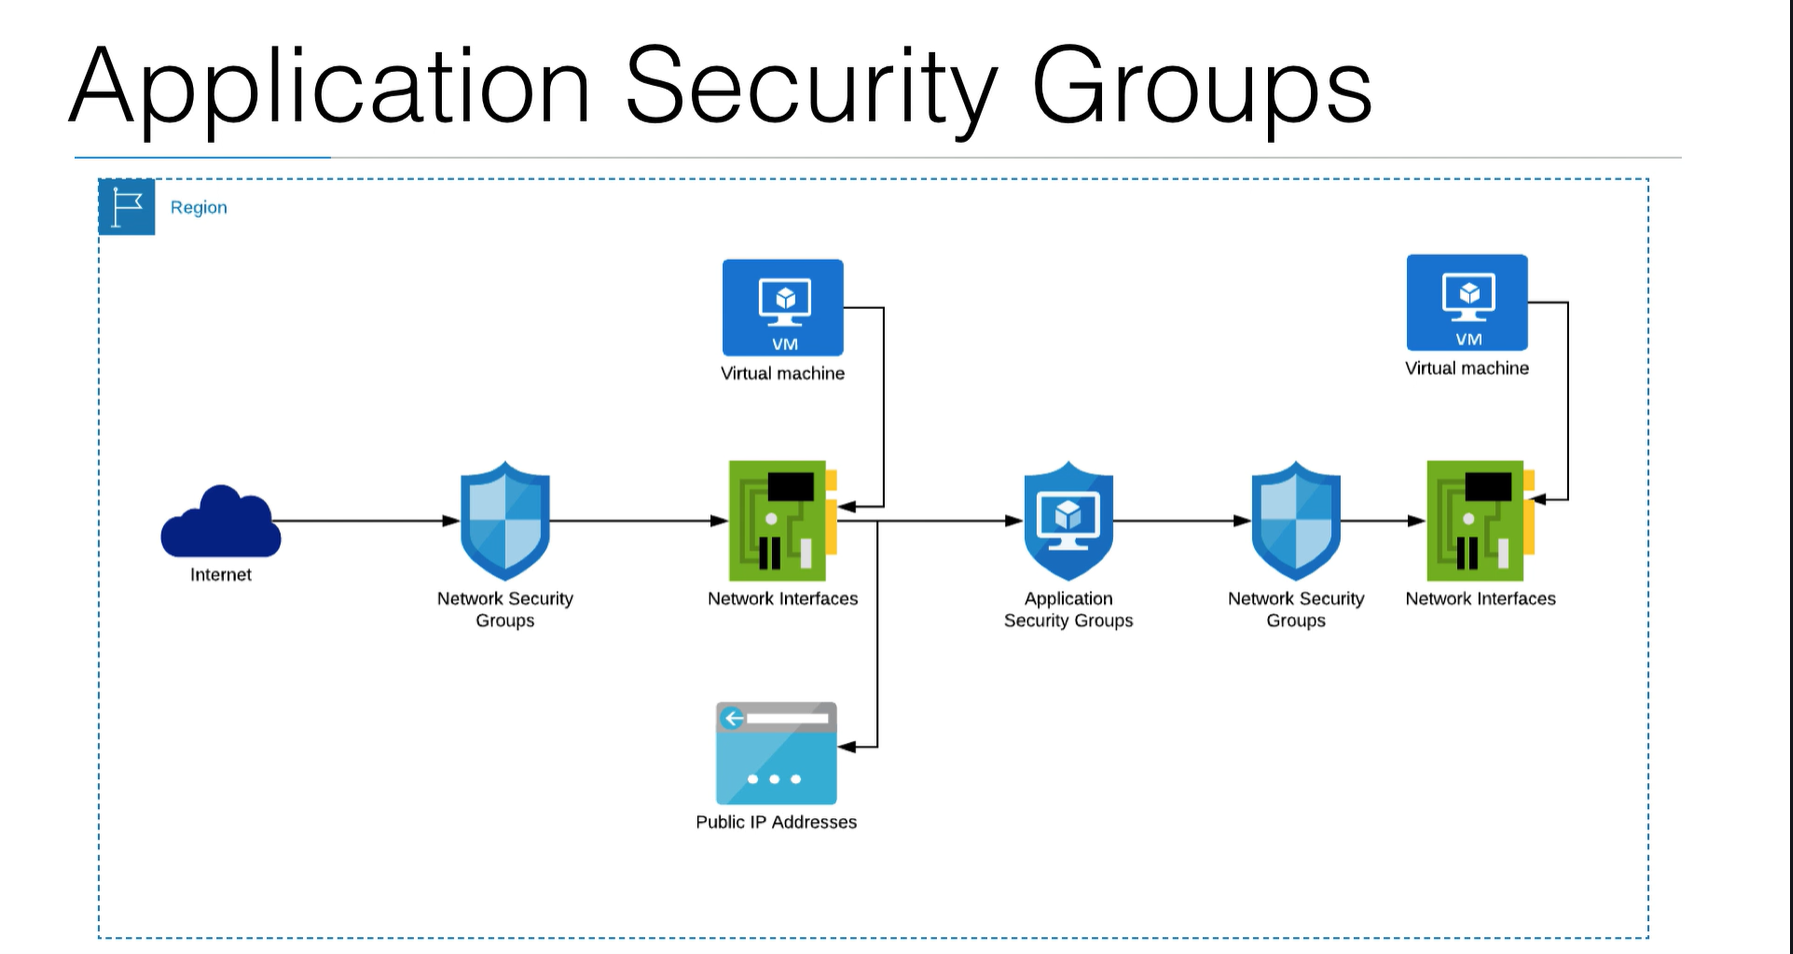 Application Security Groups
Region
VM
Virtual machine
VM
Virtual machine
Internet
Network Security
Groups
Network Interfaces
Application
Security Groups
Network Security
Groups
Network Interfaces
Public IP Addresses